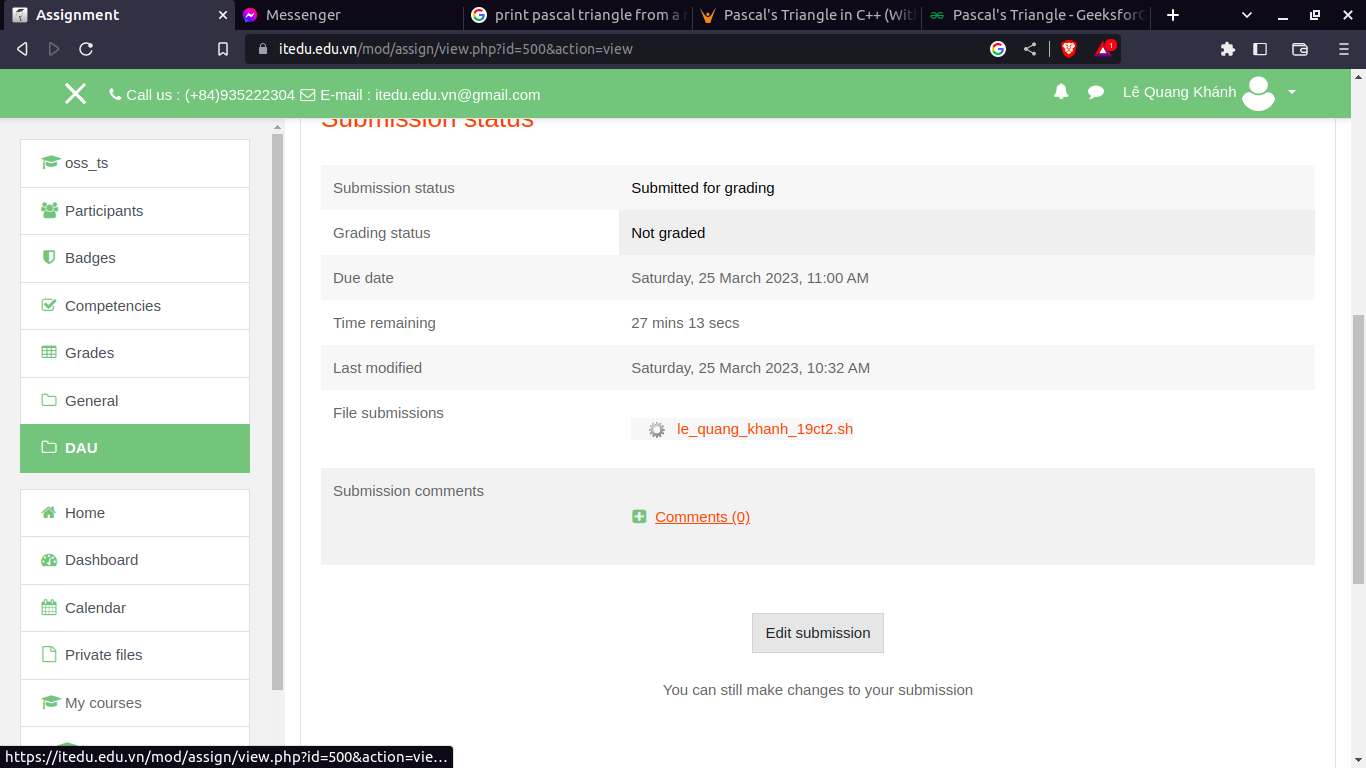 Assignment
Messenger
print pascal triangle from a r
Pascal's Triangle in C++ (Wit
Pascal's Triangle - GeeksforG
itedu.edu.vn/mod/assign/view.php?id=500&action=view
1
Call us : (+84)935222304 E-mail : itedu.edu.vn@gmail.com
Lê Quang Khánh
Submission status
oss_ts
Participants
Badges
Competencies
Grades
General
DAU
Home
Dashboard
Calendar
Private files
My courses
Submission status Submitted for grading
Grading status Not graded
Due date Saturday, 25 March 2023, 11:00 AM
Time remaining 27 mins 13 secs
Last modified Saturday, 25 March 2023, 10:32 AM
File submissions le_quang_khanh_19ct2.sh
Submission comments
Comments (0)
Edit submission
You can still make changes to your submission
https://itedu.edu.vn/mod/assign/view.php?id=500&action=vie…